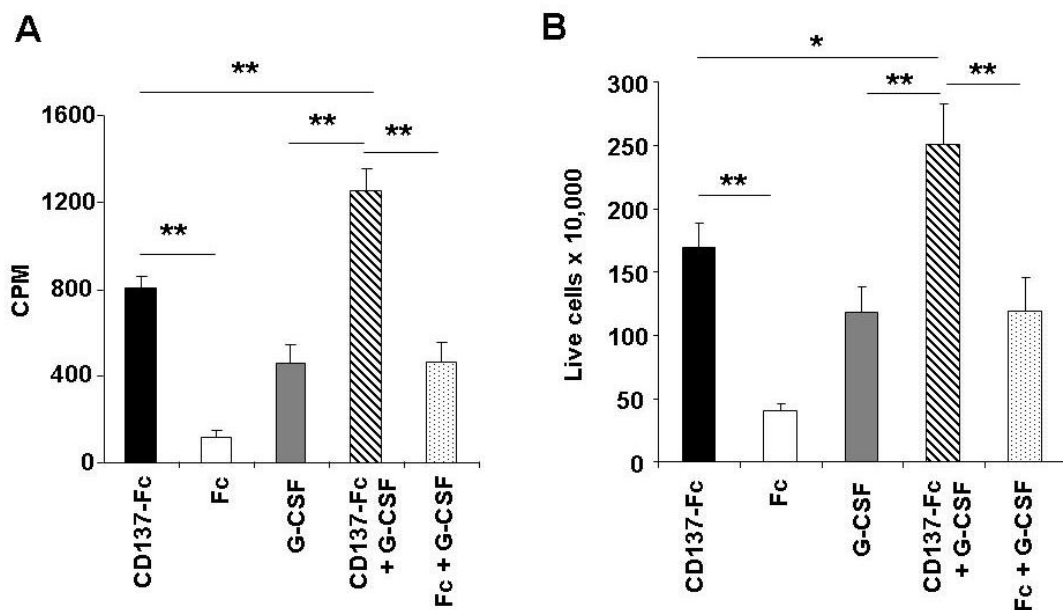 A
**
**
**
**
CPM
1600
1200
800
400
0
CD137-Fc
Fc
G-CSF
CD137-Fc
+ G-CSF
Fc + G-CSF
B
*
**
**
**
Live cells x 10,000
300
250
200
150
100
50
0
CD137-Fc
Fc
G-CSF
CD137-Fc
+ G-CSF
Fc + G-CSF